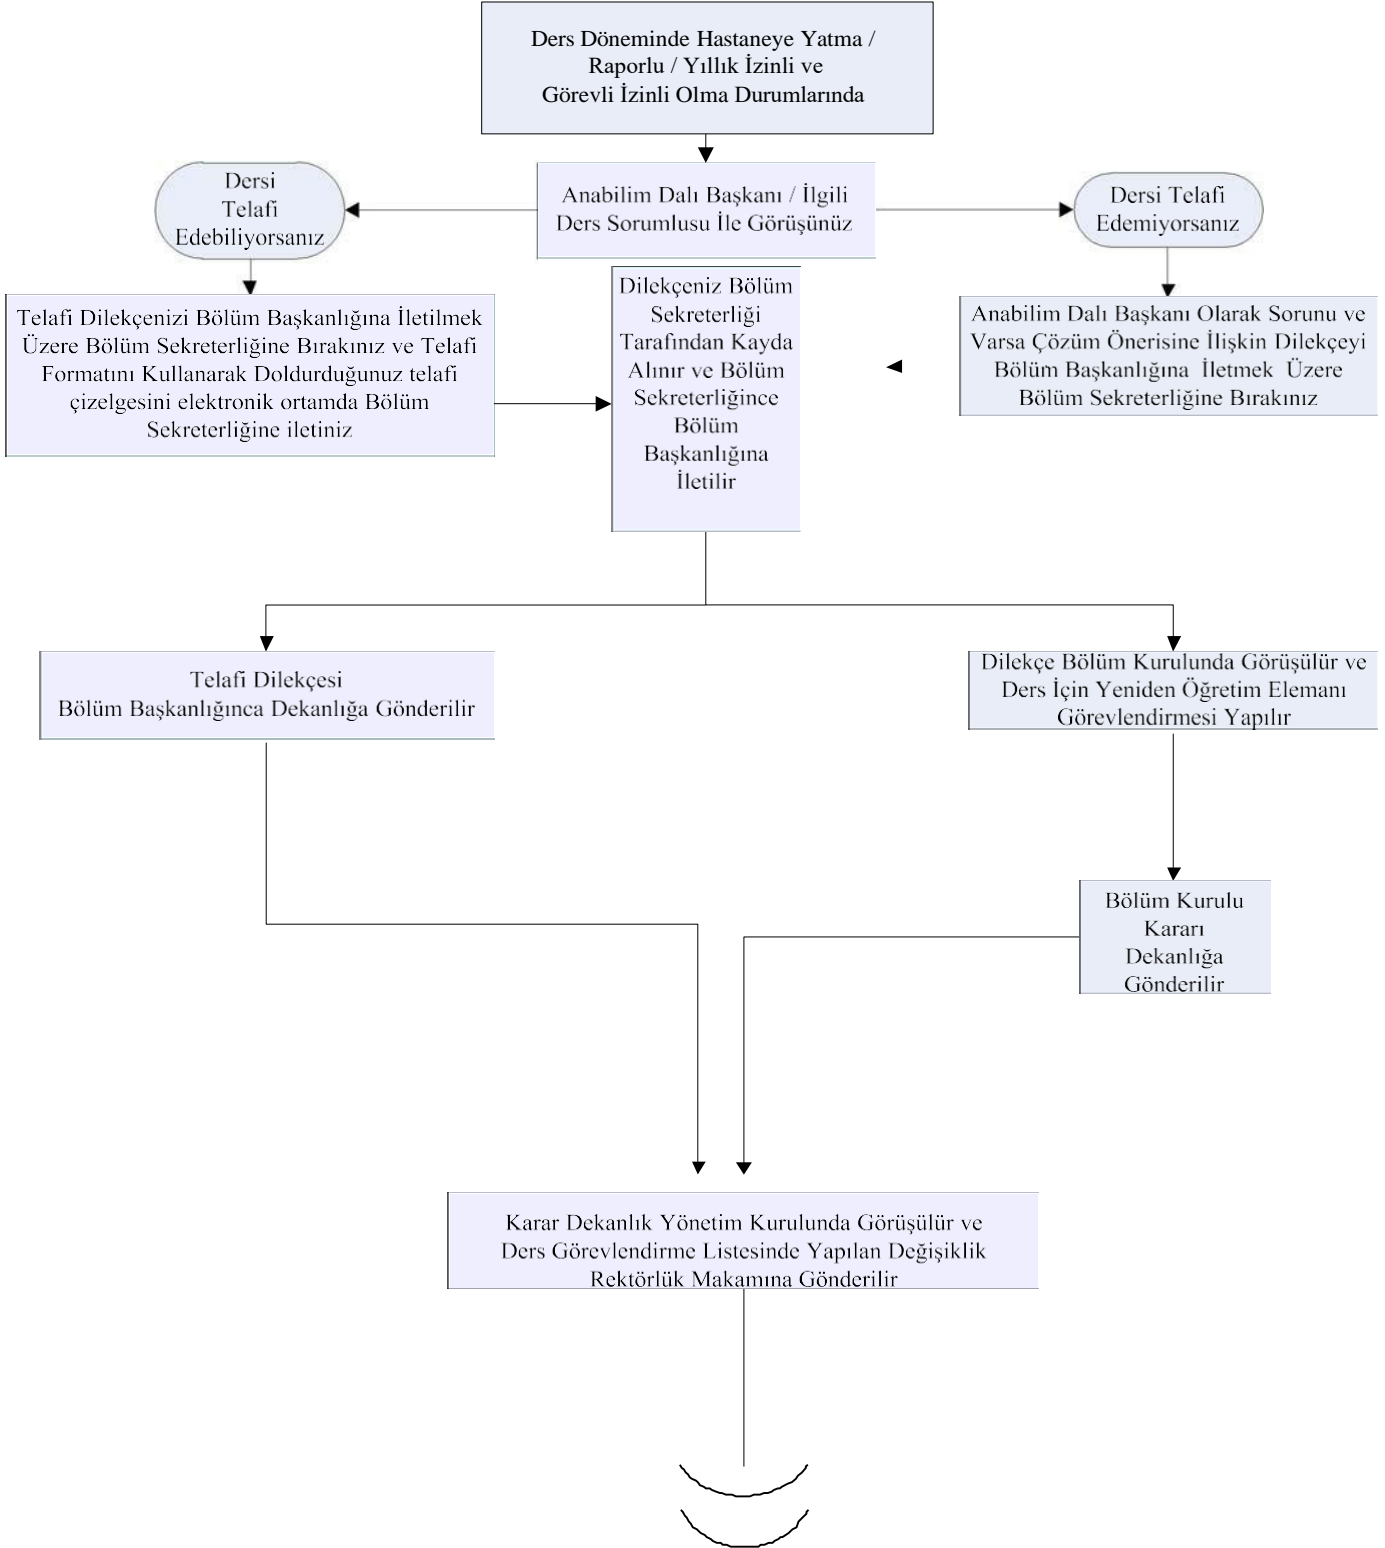 Ders Döneminde Hastaneye Yatma /
Raporlu / Yıllık İzinli ve
Görevli İzinli Olma Durumlarında
Anabilim Dalı Başkanı / İlgili
Ders Sorumlusu İle Görüşünüz
Dersi
Telafi
Edebiliyorsanız
Dersi Telafi
Edemiyorsanız
Telafi Dilekçenizi Bölüm Başkanlığına İletilmek
Üzere Bölüm Sekreterliğine Bırakınız ve Telafi
Formatını Kullanarak Doldurduğunuz telafi
çizelgesini elektronik ortamda Bölüm
Sekreterliğine iletiniz
Dilekçeniz Bölüm
Sekreterliği
Tarafından Kayda
Alınır ve Bölüm
Sekreterliğince
Bölüm
Başkanlığına
İletilir
Anabilim Dalı Başkanı Olarak Sorunu ve
Varsa Çözüm Önerisine İlişkin Dilekçeyi
Bölüm Başkanlığına İletmek Üzere
Bölüm Sekreterliğine Bırakınız
Telafi Dilekçesi
Bölüm Başkanlığınca Dekanlığa Gönderilir
Dilekçe Bölüm Kurulunda Görüşülür ve
Ders İçin Yeniden Öğretim Elemanı
Görevlendirmesi Yapılır
Bölüm Kurulu
Kararı
Dekanlığa
Gönderilir
Karar Dekanlık Yönetim Kurulunda Görüşülür ve
Ders Görevlendirme Listesinde Yapılan Değişiklik
Rektörlük Makamına Gönderilir